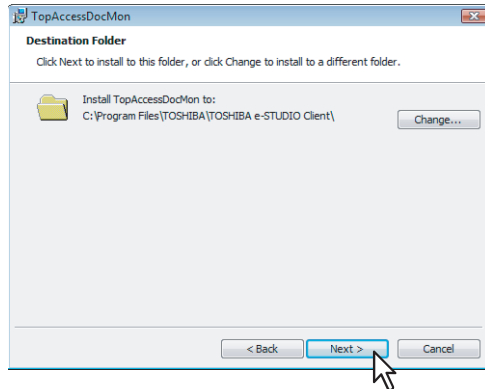 TopAccessDocMon
Destination Folder
Click Next to install to this folder, or click Change to install to a different folder.
Install TopAccessDocMon to:
C:\Program Files\TOSHIBA\TOSHIBA e-STUDIO Client\
Change...
< Back
Next >
Cancel